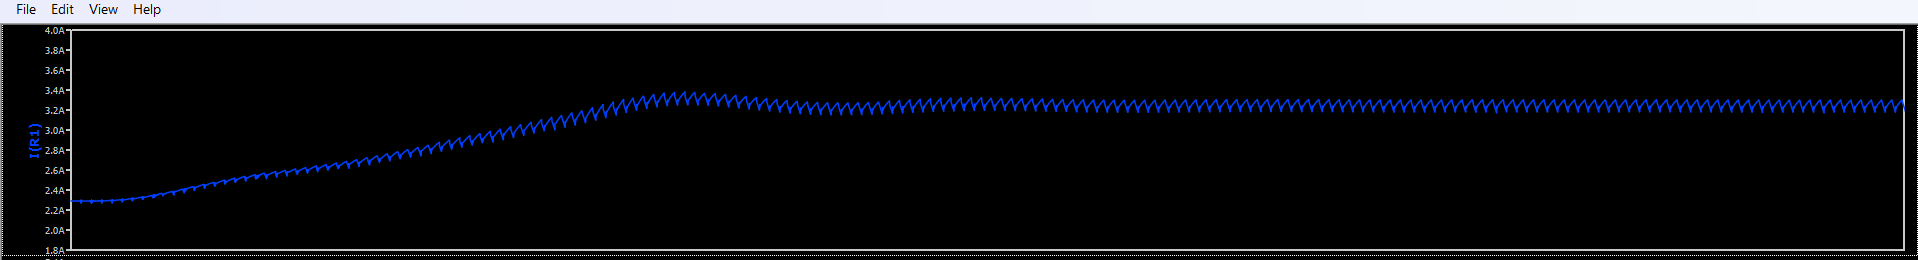 File Edit View Help
4.0A
3.8A
3.6A
3.4A
3.2A
3.0A
2.8A
2.6A
2.4A
2.2A
2.0A
1.8A
I(R1)